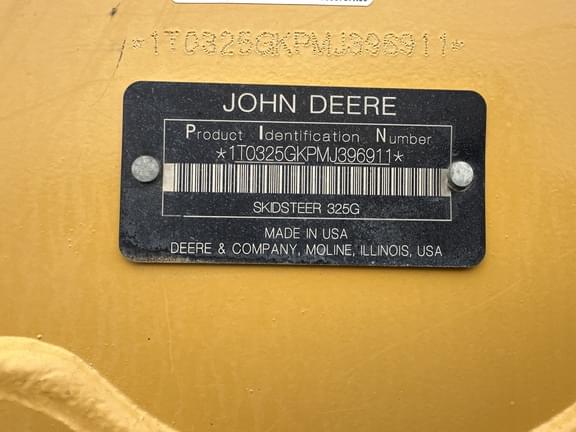 *1T0325GKPMJ396911*
JOHN DEERE
Product Identification Number
*1T0325GKPMJ396911*
SKIDSTEER 325G
MADE IN USA
DEERE & COMPANY, MOLINE, ILLINOIS, USA